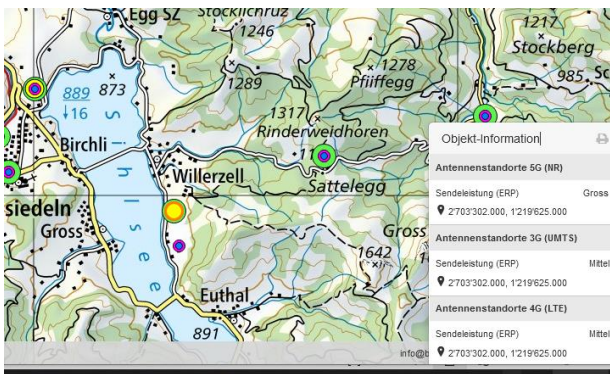 Egg SZ
Stöcklichrüz
1246
1217
Stockberg
985
889
873
↓16
1289
1278
Pfiiffegg
1317
Rinderweidhoren
Birchli
Sihlsee
Willerzell
Sattelegg
siedeln
Gross
Gross
1642
Euthal
891
Objekt-Information
Antennenstandorte 5G (NR)
Sendeleistung (ERP) Gross
2'703'302.000, 1'219'625.000
Antennenstandorte 3G (UMTS)
Sendeleistung (ERP) Mittel
2'703'302.000, 1'219'625.000
Antennenstandorte 4G (LTE)
Sendeleistung (ERP) Mittel
2'703'302.000, 1'219'625.000
info@b